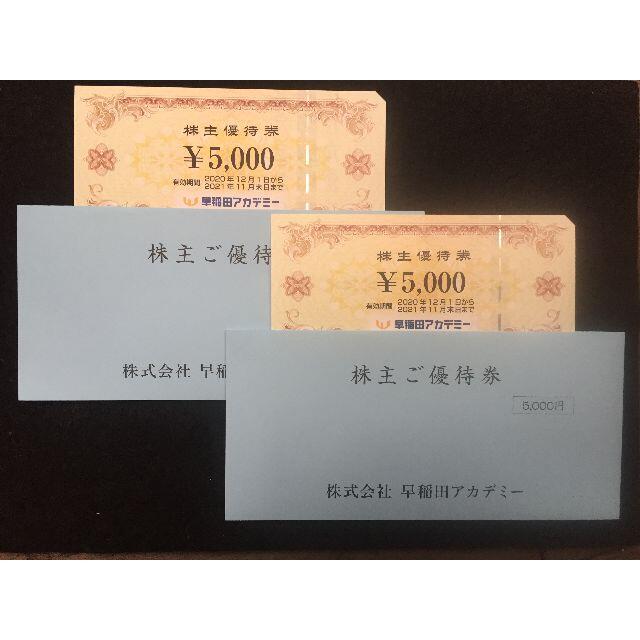 株主優待券
¥5,000
有効期間 2020年12月1日から
2021年11月末日まで
早稲田アカデミー
株主ご優待
株式会社 早稲
株主優待券
¥5,000
有効期間 2020年12月1日から
2021年11月末日まで
早稲田アカデミー
株主ご優待券
5,000円
株式会社 早稲田アカデミー